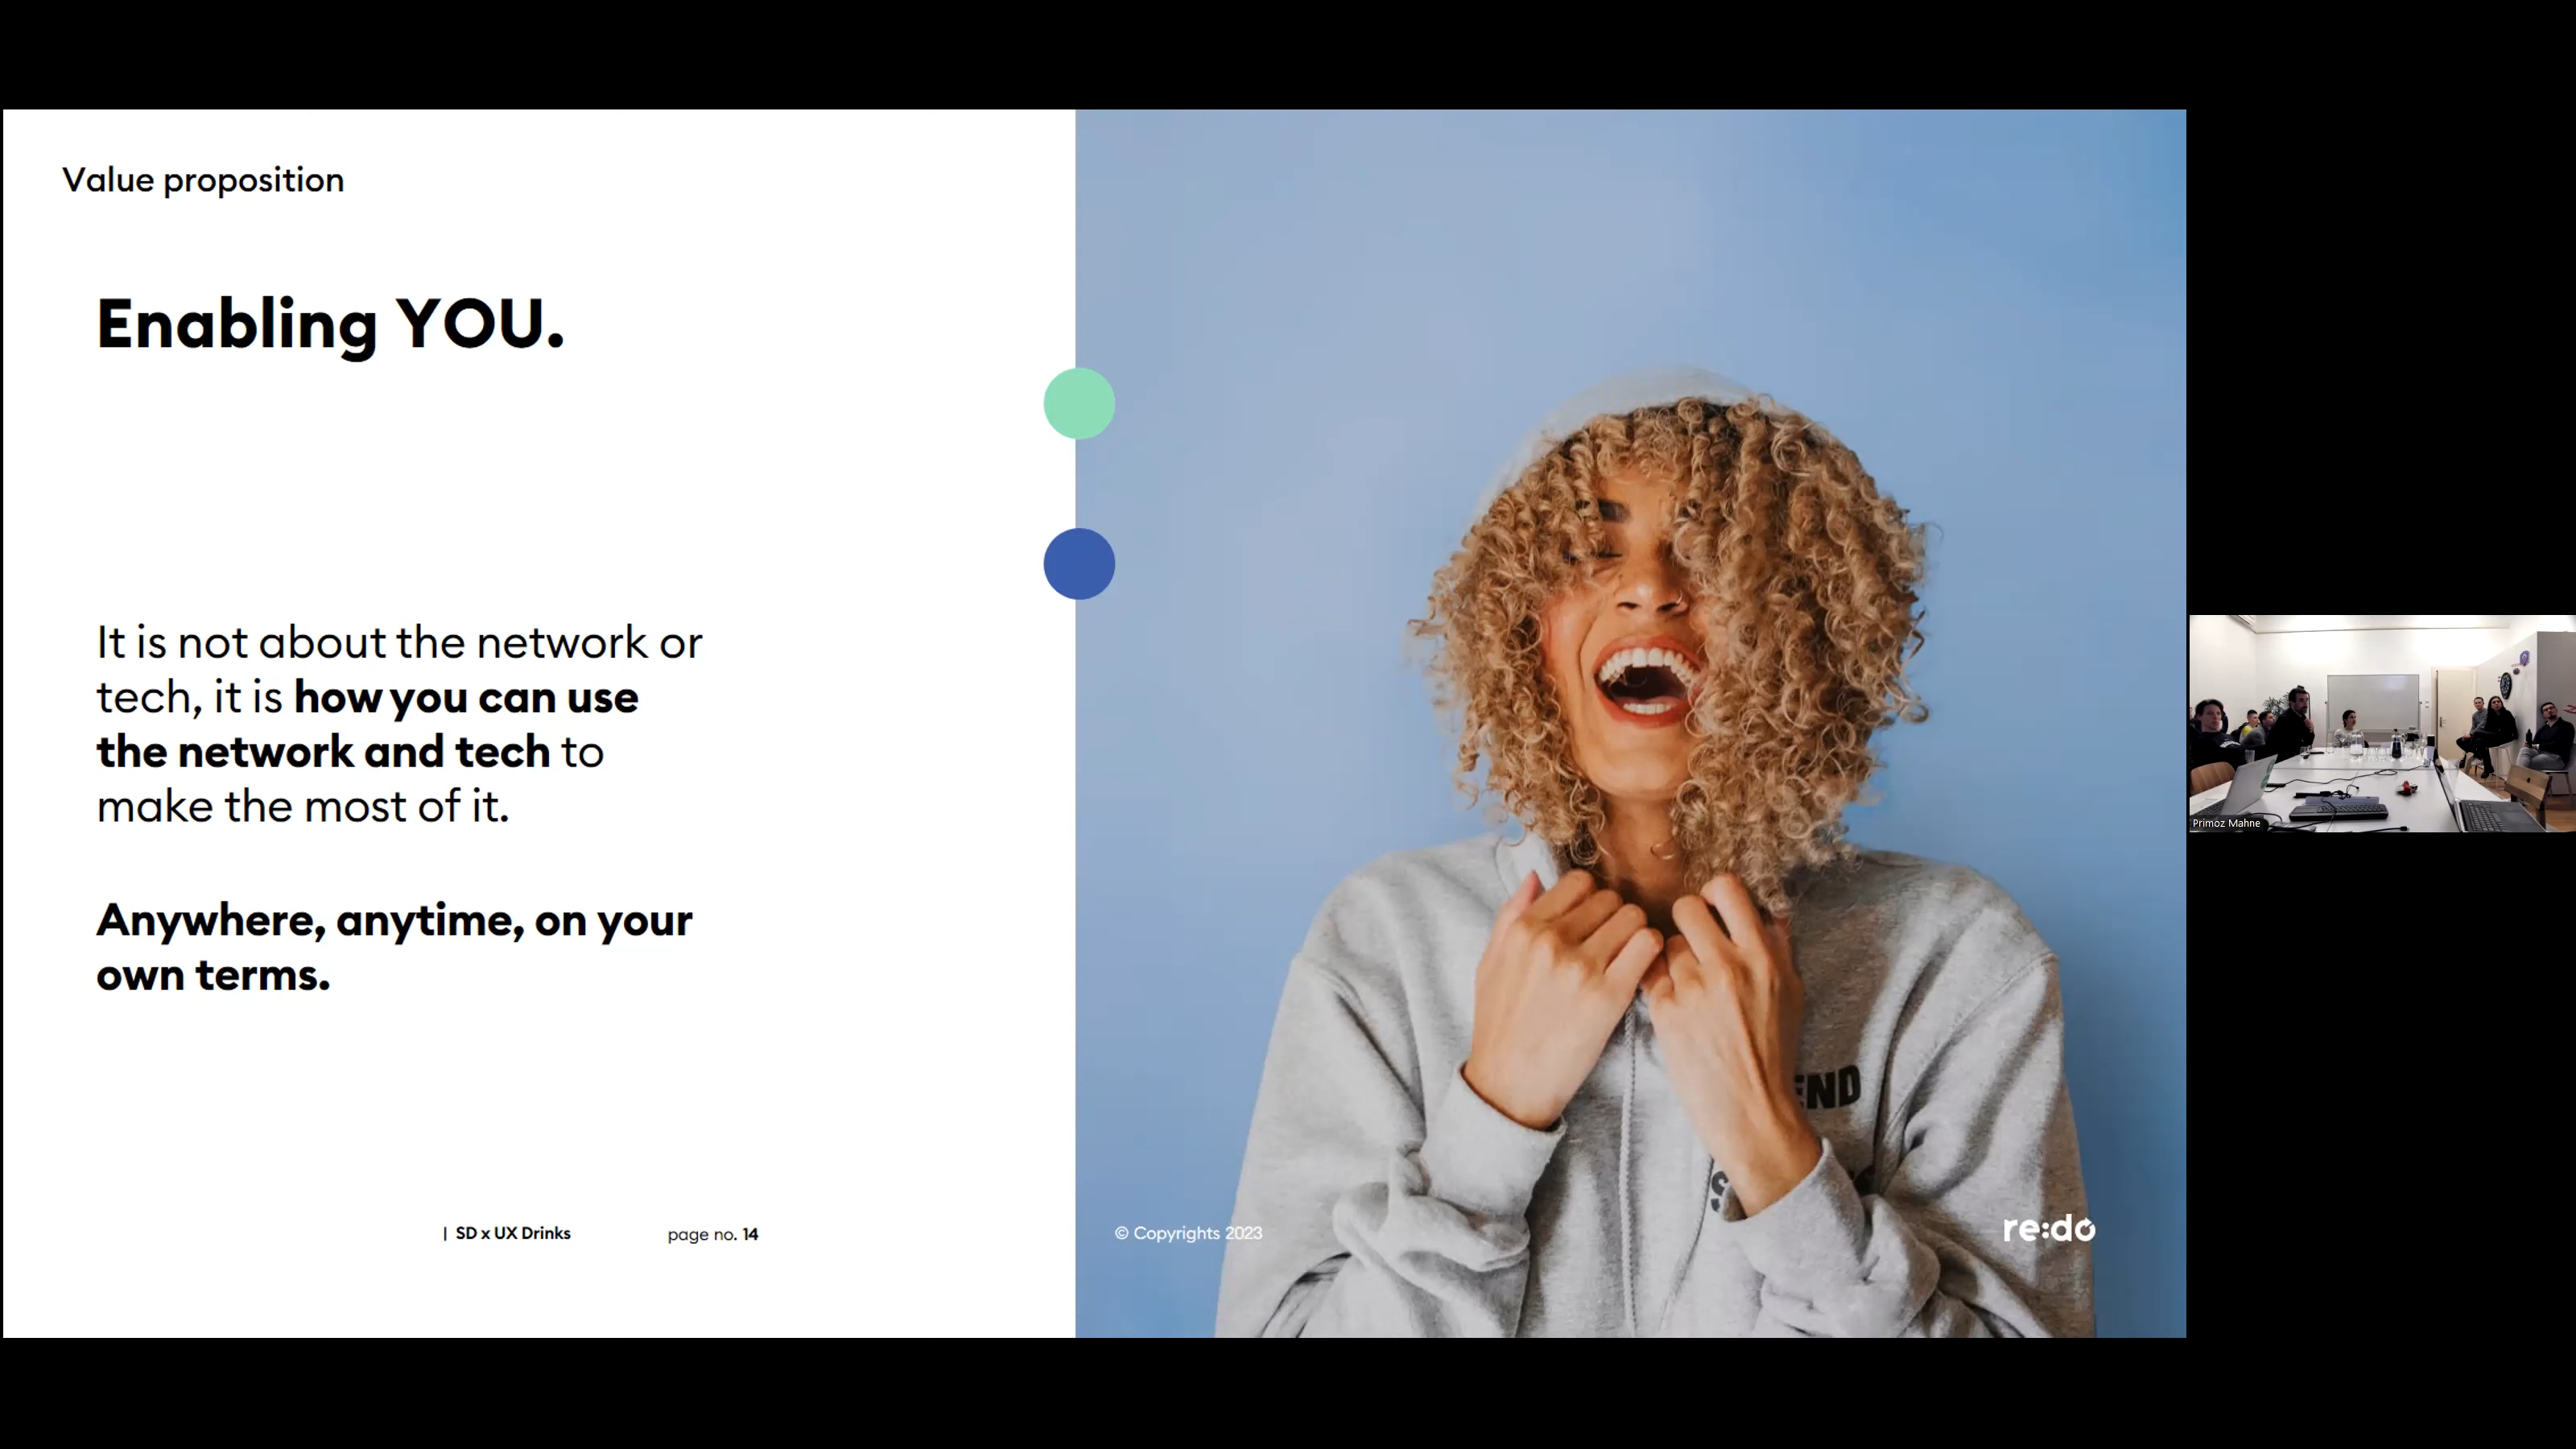 Value proposition
Enabling YOU.
It is not about the network or
tech, it is how you can use
the network and tech to
make the most of it.
Anywhere, anytime, on your
own terms.
| SD x UX Drinks
page no. 14
© Copyrights 2023
re:do
END
Primoz Mahne